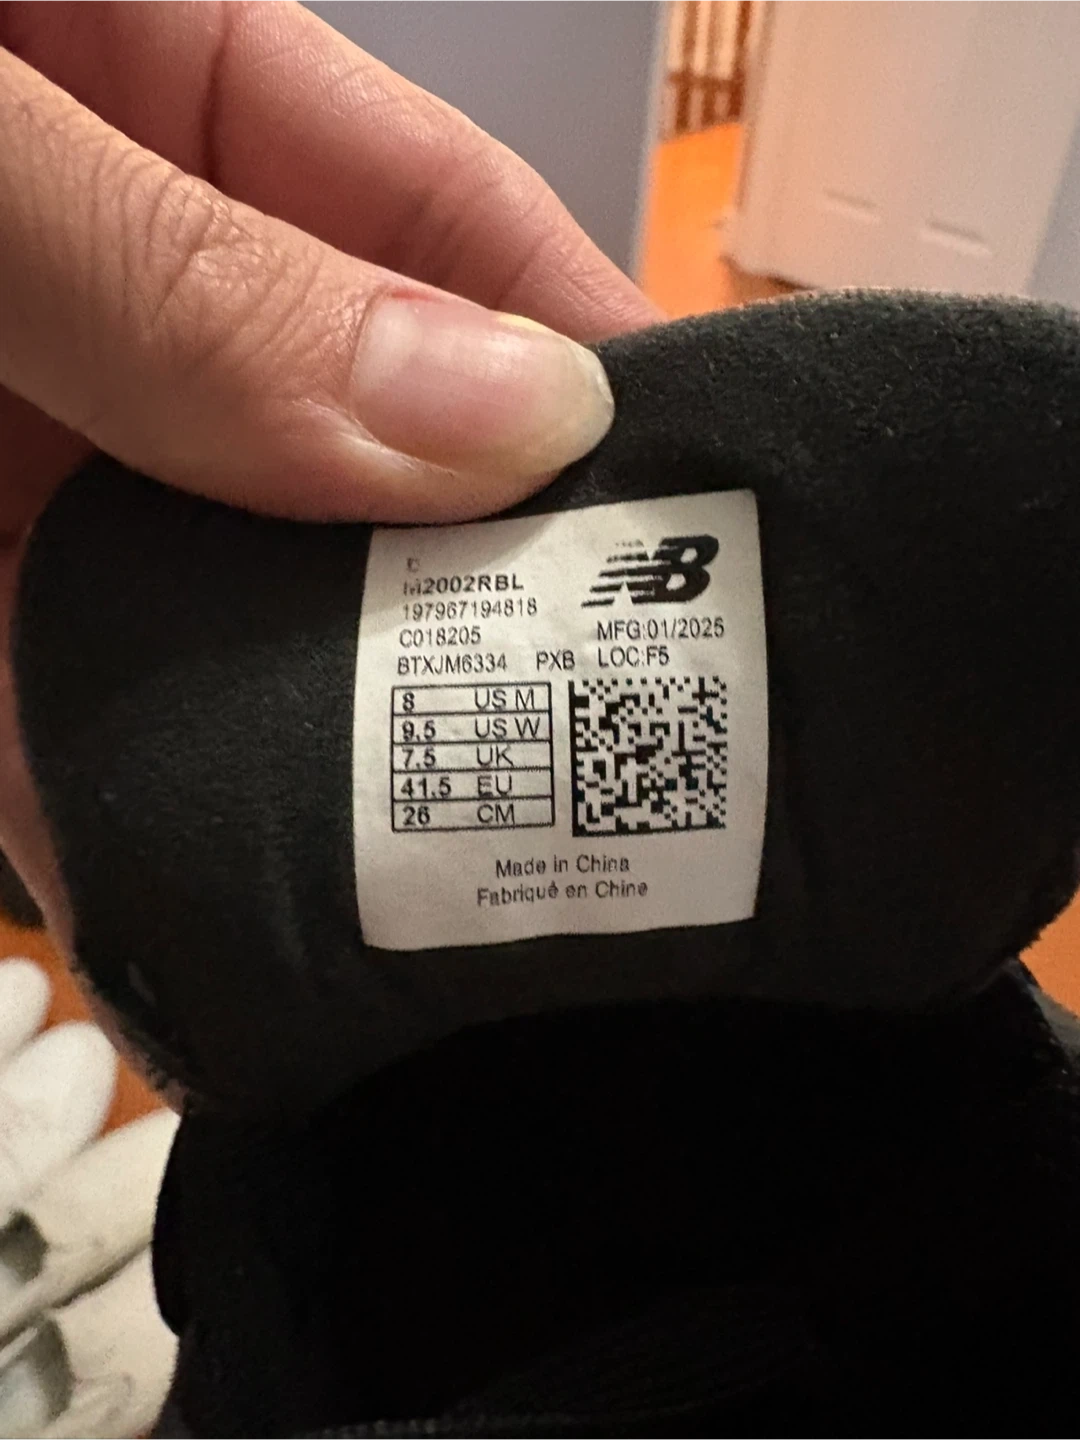 M2002RBL
197967194818
C018205
BTXJM6334 PXB
NB
MFG:01/2025
LOC:F5
8 US M
9.5 US W
7.5 UK
41.5 EU
26 CM
Made in China
Fabriqué en Chine